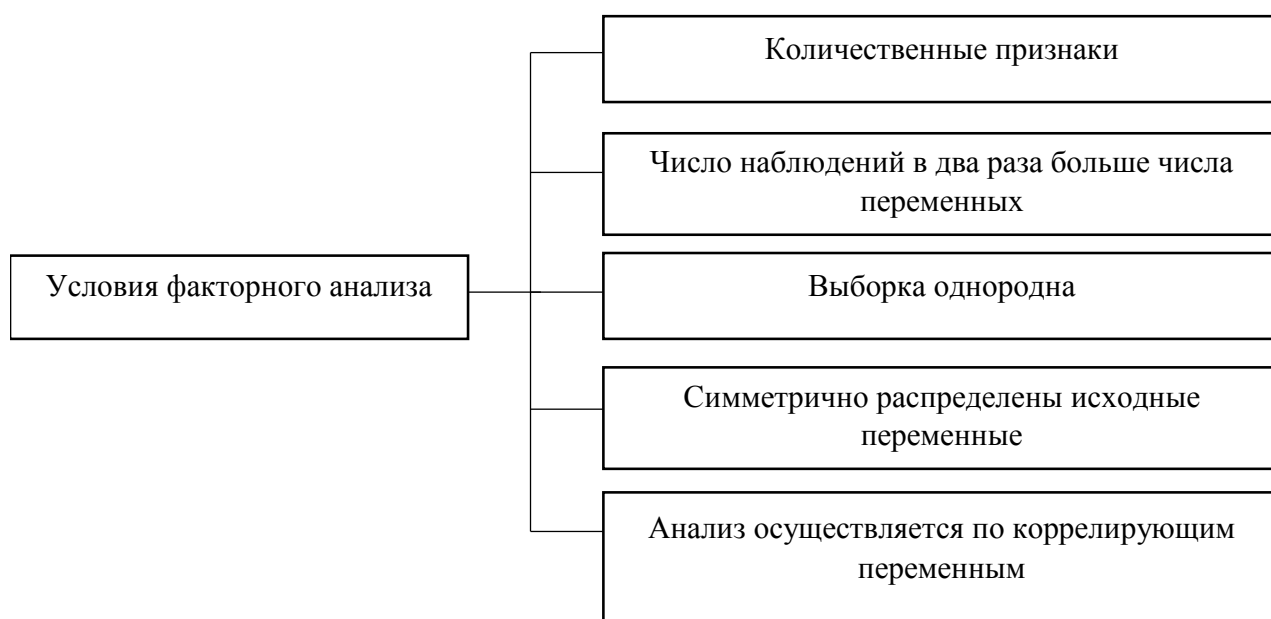 Количественные признаки
Число наблюдений в два раза больше числа
переменных
Условия факторного анализа
Выборка однородна
Симметрично распределены исходные
переменные
Анализ осуществляется по коррелирующим
переменным